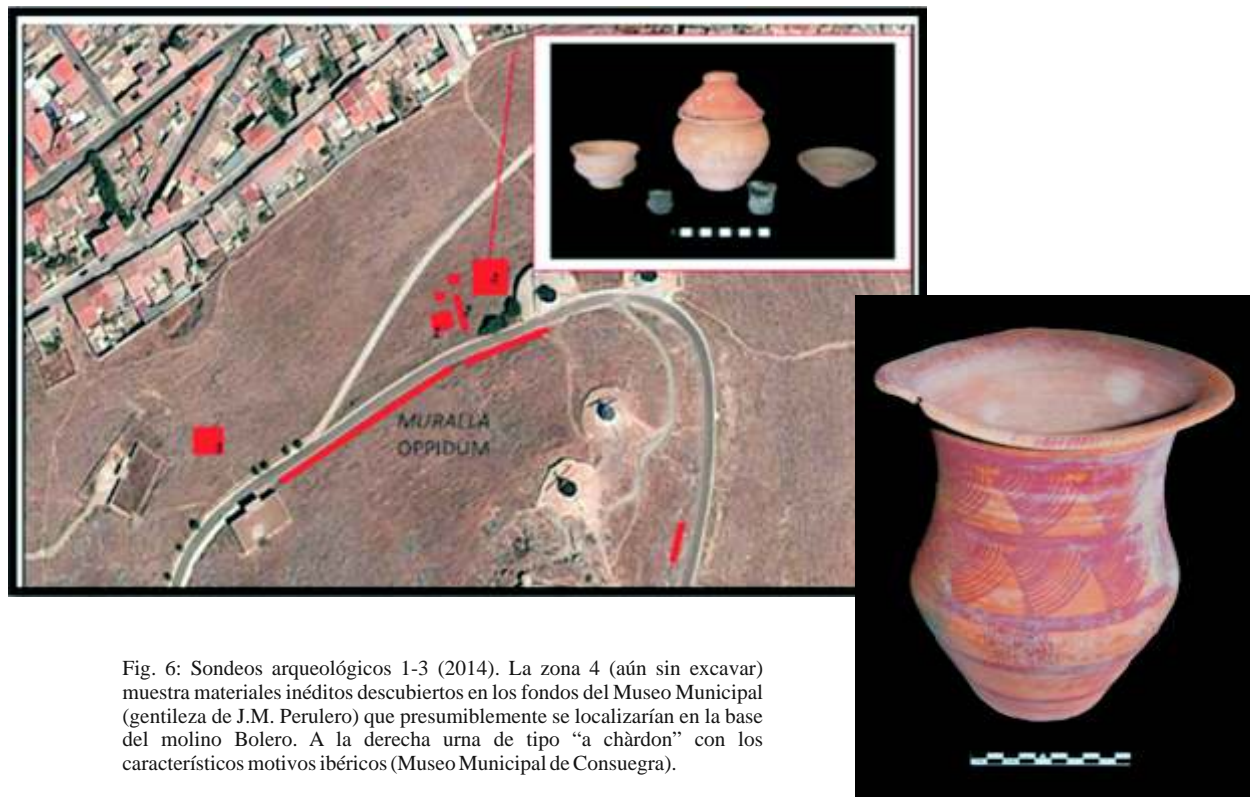 MURALLA
OPPIDUM
Fig. 6: Sondeos arqueológicos 1-3 (2014). La zona 4 (aún sin excavar)
muestra materiales inéditos descubiertos en los fondos del Museo Municipal
(gentileza de J.M. Perulero) que presumiblemente se localizarían en la base
del molino Bolero. A la derecha urna de tipo “a chàrdon” con los
característicos motivos ibéricos (Museo Municipal de Consuegra).